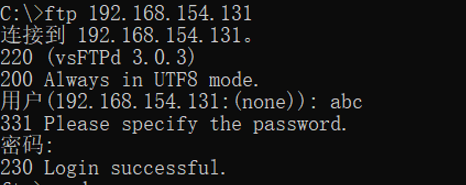 C:\>ftp 192.168.154.131
连接到 192.168.154.131。
220 (vsFTPd 3.0.3)
200 Always in UTF8 mode.
用户(192.168.154.131:(none)): abc
331 Please specify the password.
密码:
230 Login successful.